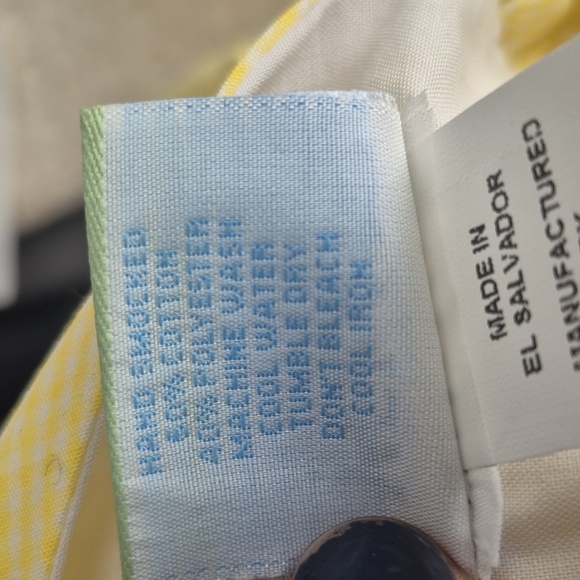 HAND SMOCKED
60% COTTON
40% POLYESTER
MACHINE WASH
COOL WATER
TUMBLE DRY
DON'T BLEACH
COOL IRON
MADE IN
EL SALVADOR
MANUFACTURED